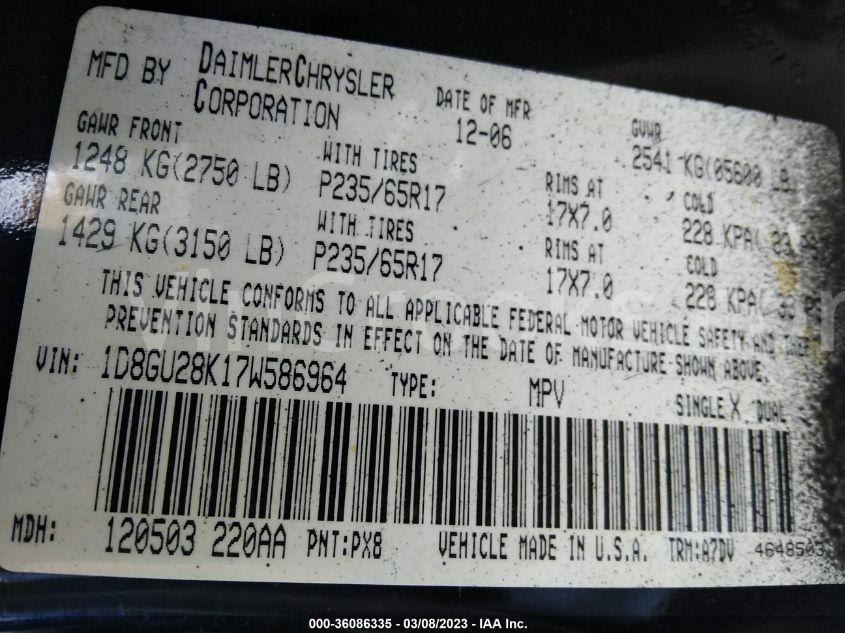 MFD BY DAIMLERCHRYSLER CORPORATION DATE OF MFR 12-06 GVWR 2541 KG(05600 LB
GAWR FRONT WITH TIRES RIMS AT COLD
1248 KG(2750 LB) P235/65R17 17X7.0 228 KPA(
GAWR REAR WITH TIRES RIMS AT COLD
1429 KG(3150 LB) P235/65R17 17X7.0 228 KPA( 33
THIS VEHICLE CONFORMS TO ALL APPLICABLE FEDERAL MOTOR VEHICLE SAFETY AND THEFT
PREVENTION STANDARDS IN EFFECT ON THE DATE OF MANUFACTURE SHOWN ABOVE.
VIN: 1D8GU28K17W586964 TYPE: MPV SINGLE X DUAL
MDH: 120503 220AA PNT:PX8 VEHICLE MADE IN U.S.A. TRM:A7DV 4648503
000-36086335 - 03/08/2023 - IAA Inc.